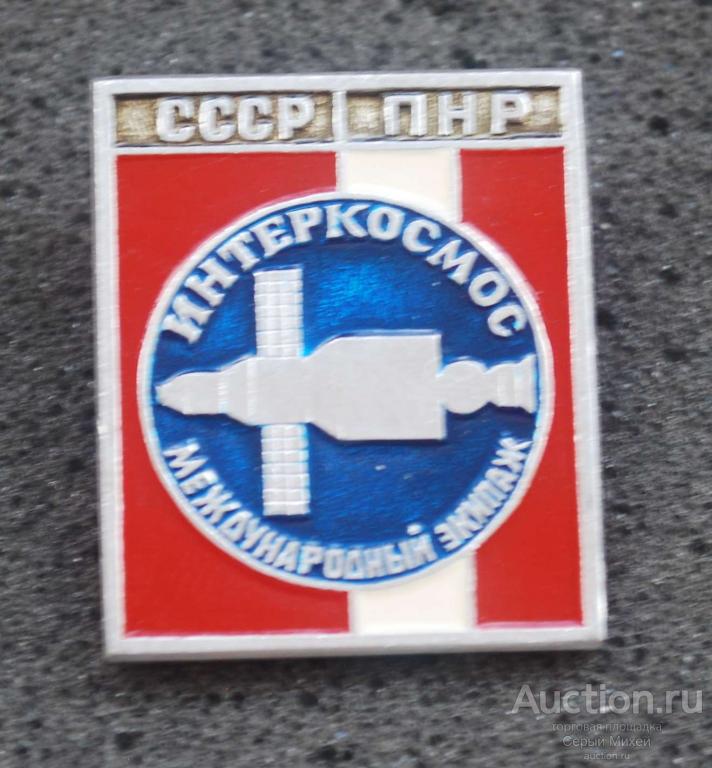 СССР ПНР
ИНТЕРКОСМОС
МЕЖДУНАРОДНЫЙ ЭКИПАЖ
Auction.ru
торговая площадка
Серый Михей
auction.ru